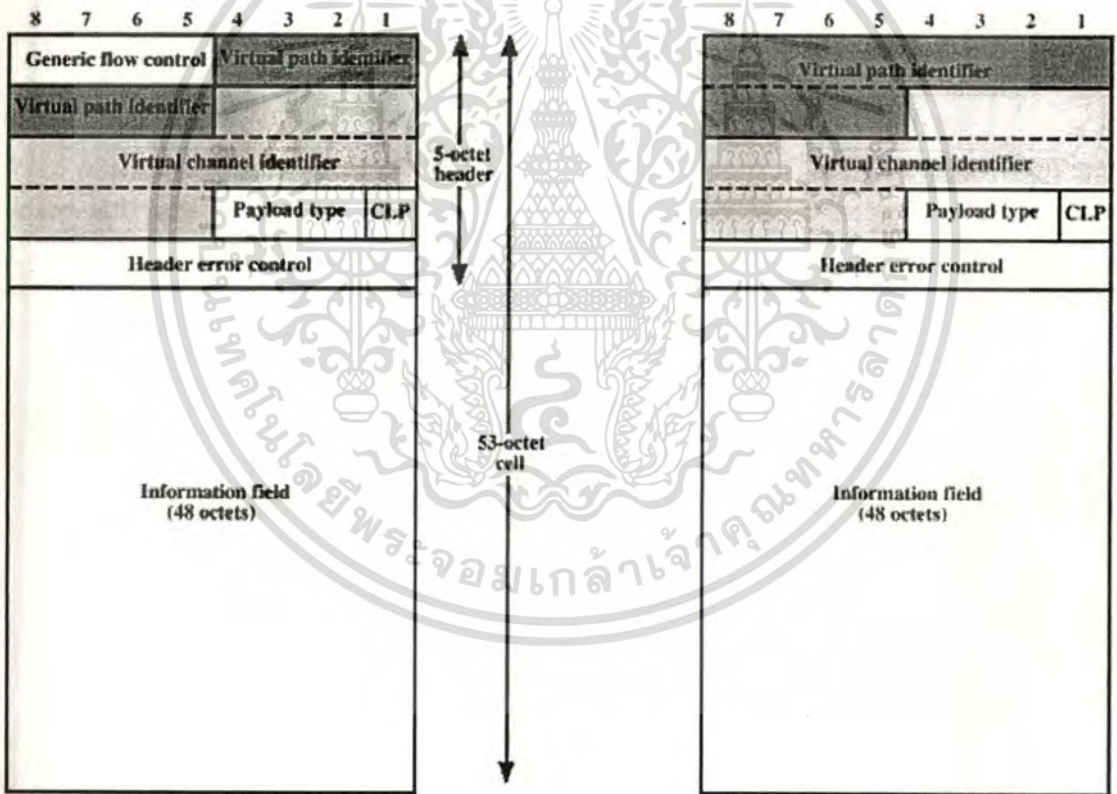 8 7 6 5 4 3 2 1
Generic flow control Virtual path identifier
Virtual path identifier
Virtual channel identifier
Payload type CLP
Header error control
Information field
(48 octets)
5-octet
header
53-octet
cell
8 7 6 5 4 3 2 1
Virtual path identifier
Virtual channel identifier
Payload type CLP
Header error control
Information field
(48 octets)